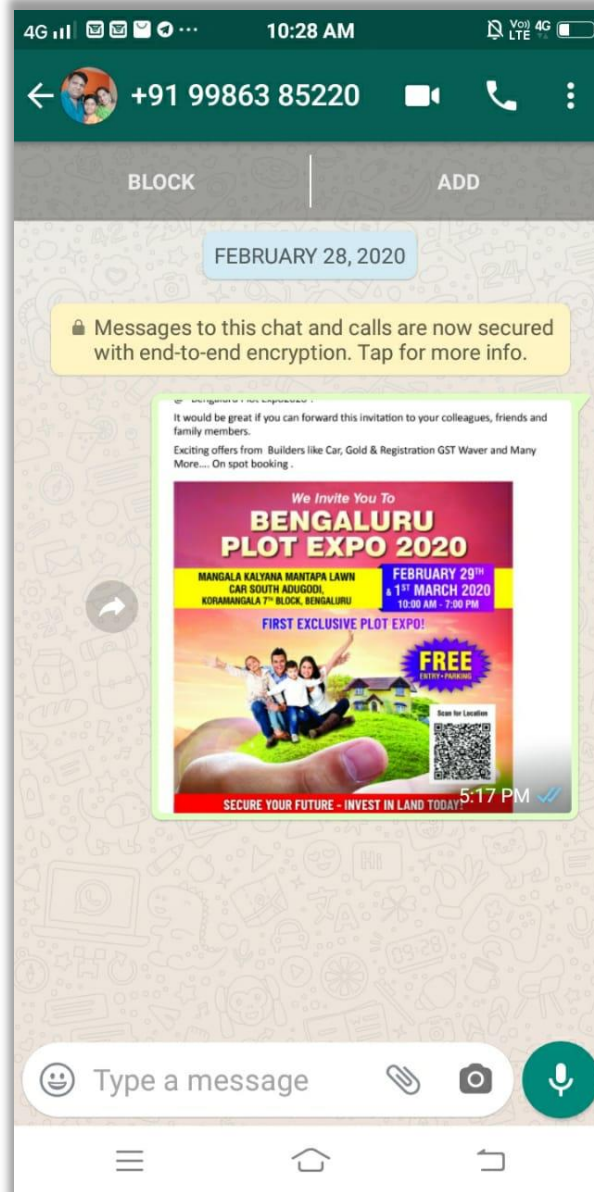 4G
10:28 AM
Voo) 4G
LTE
+91 99863 85220
BLOCK
ADD
FEBRUARY 28, 2020
Messages to this chat and calls are now secured
with end-to-end encryption. Tap for more info.
It would be great if you can forward this invitation to your colleagues, friends and
family members.
Exciting offers from Builders like Car, Gold & Registration GST Waver and Many
More.... On spot booking .
We Invite You To
BENGALURU
PLOT EXPO 2020
MANGALA KALYANA MANTAPA LAWN
CAR SOUTH ADUGODI,
KORAMANGALA 7TH BLOCK, BENGALURU
FEBRUARY 29TH
& 1ST MARCH 2020
10:00 AM - 7:00 PM
FIRST EXCLUSIVE PLOT EXPO!
FREE
ENTRY • PARKING
Scan for Location
SECURE YOUR FUTURE - INVEST IN LAND TODAY!
5:17 PM
Type a message